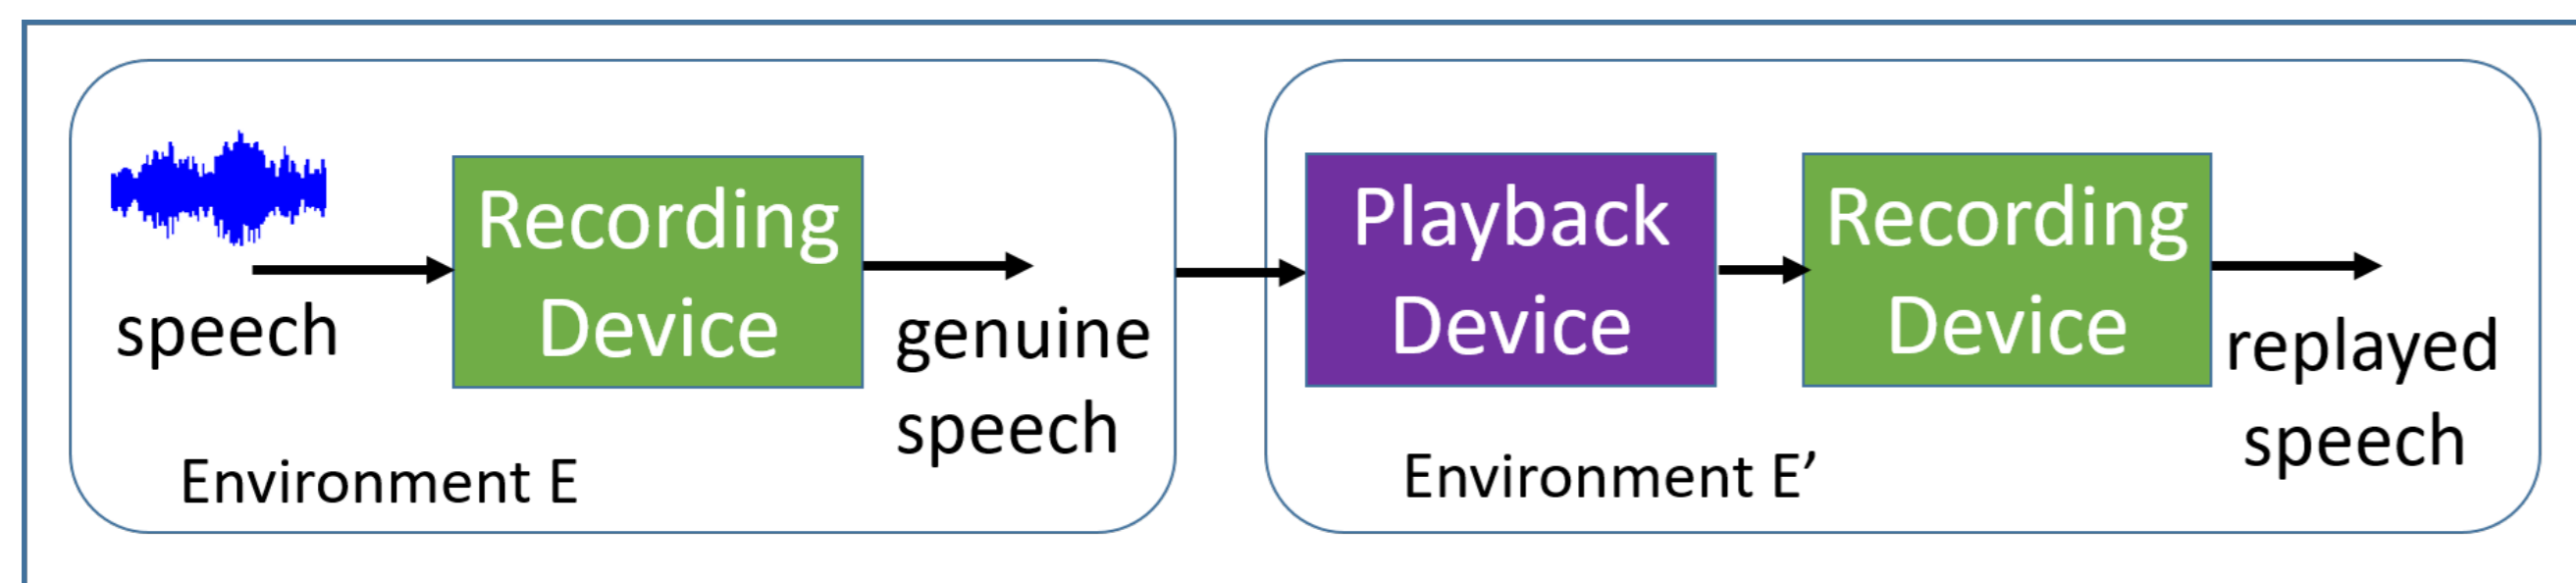 speech
Recording
Device
genuine
speech
Environment E
Playback
Device
Recording
Device
replayed
speech
Environment E’